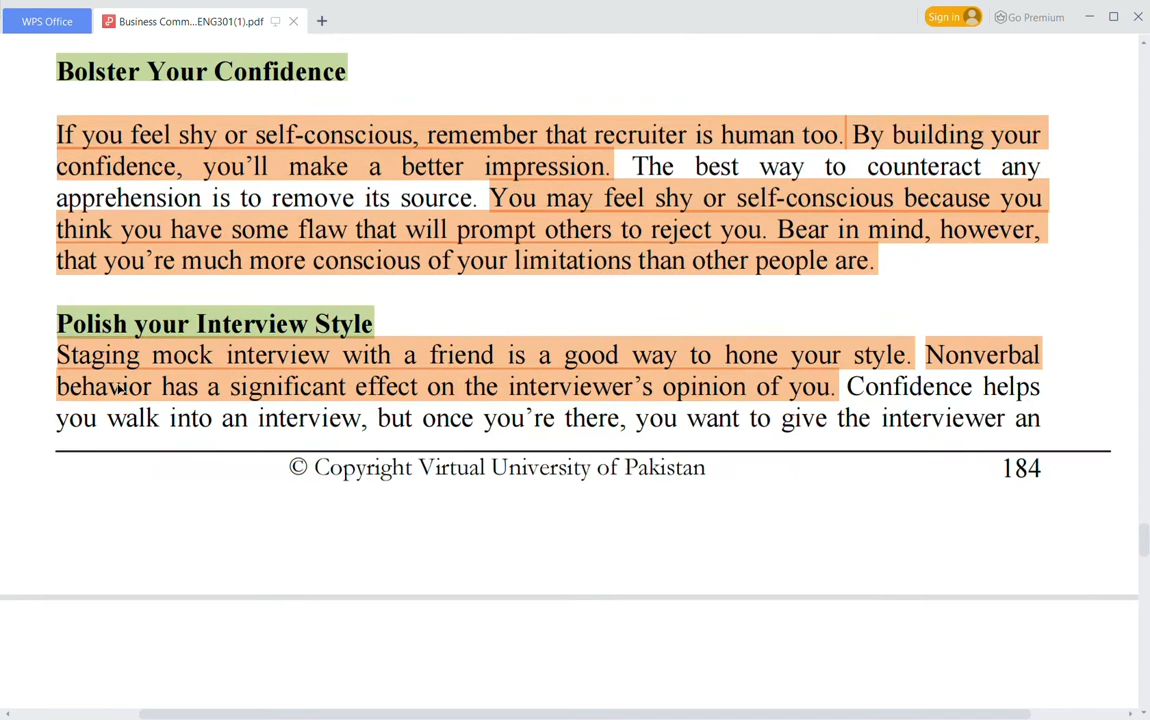 WPS Office
Business Comm...ENG301(1).pdf
Sign in
Go Premium
Bolster Your Confidence
If you feel shy or self-conscious, remember that recruiter is human too. By building your
confidence, you’ll make a better impression. The best way to counteract any
apprehension is to remove its source. You may feel shy or self-conscious because you
think you have some flaw that will prompt others to reject you. Bear in mind, however,
that you’re much more conscious of your limitations than other people are.
Polish your Interview Style
Staging mock interview with a friend is a good way to hone your style. Nonverbal
behavior has a significant effect on the interviewer’s opinion of you. Confidence helps
you walk into an interview, but once you’re there, you want to give the interviewer an
© Copyright Virtual University of Pakistan 184